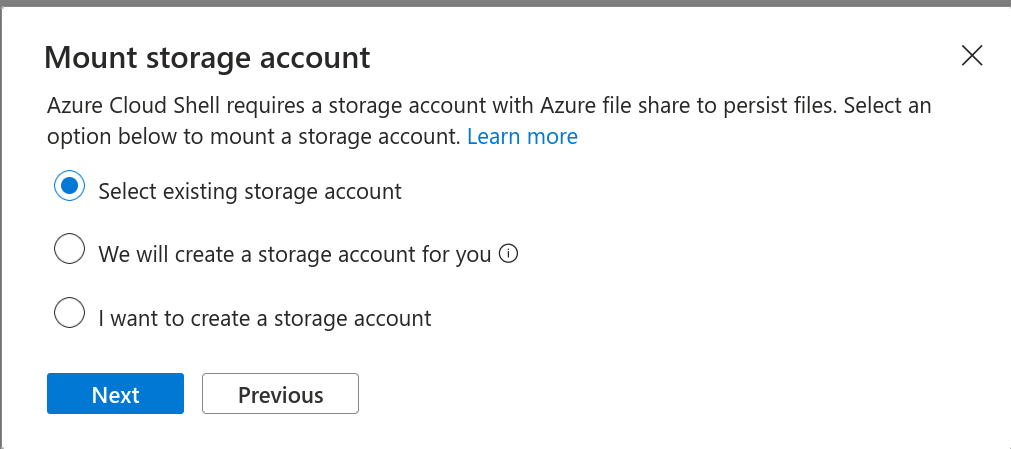 Mount storage account
Azure Cloud Shell requires a storage account with Azure file share to persist files. Select an
option below to mount a storage account. Learn more
Select existing storage account
We will create a storage account for you
I want to create a storage account
Next
Previous